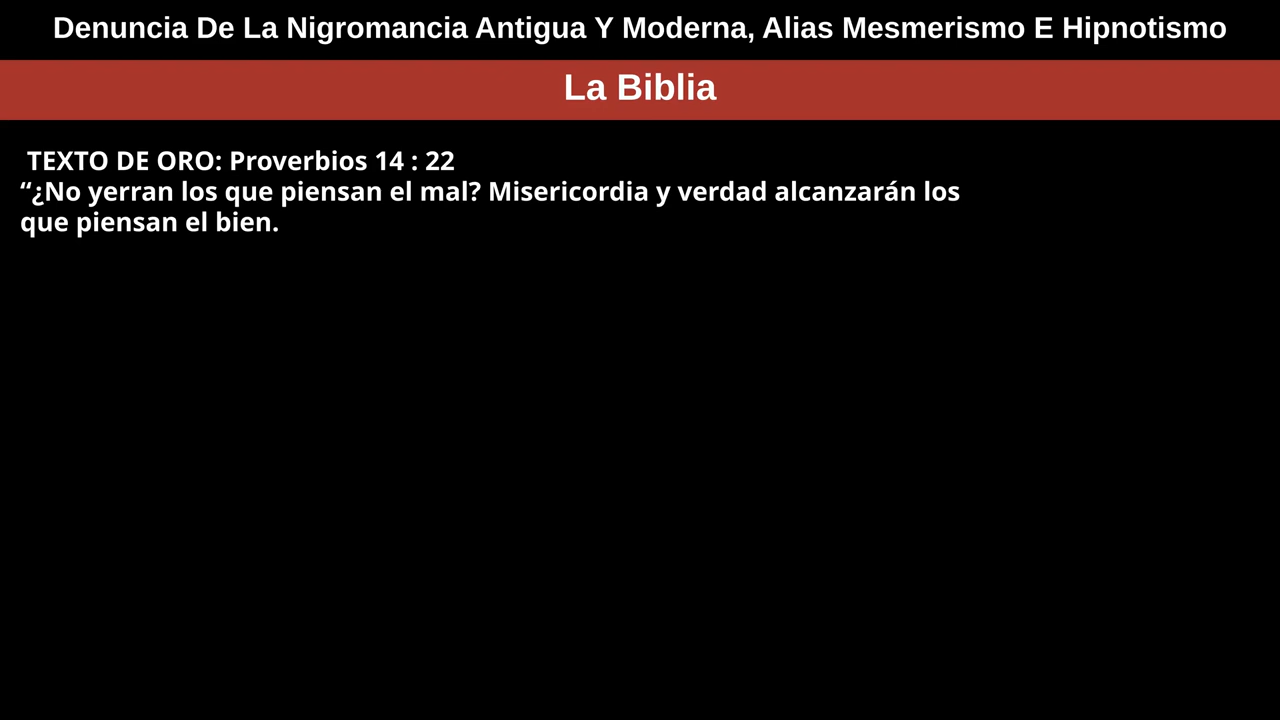 Denuncia De La Nigromancia Antigua Y Moderna, Alias Mesmerismo E Hipnotismo
La Biblia
TEXTO DE ORO: Proverbios 14 : 22
“¿No yerran los que piensan el mal? Misericordia y verdad alcanzarán los
que piensan el bien.